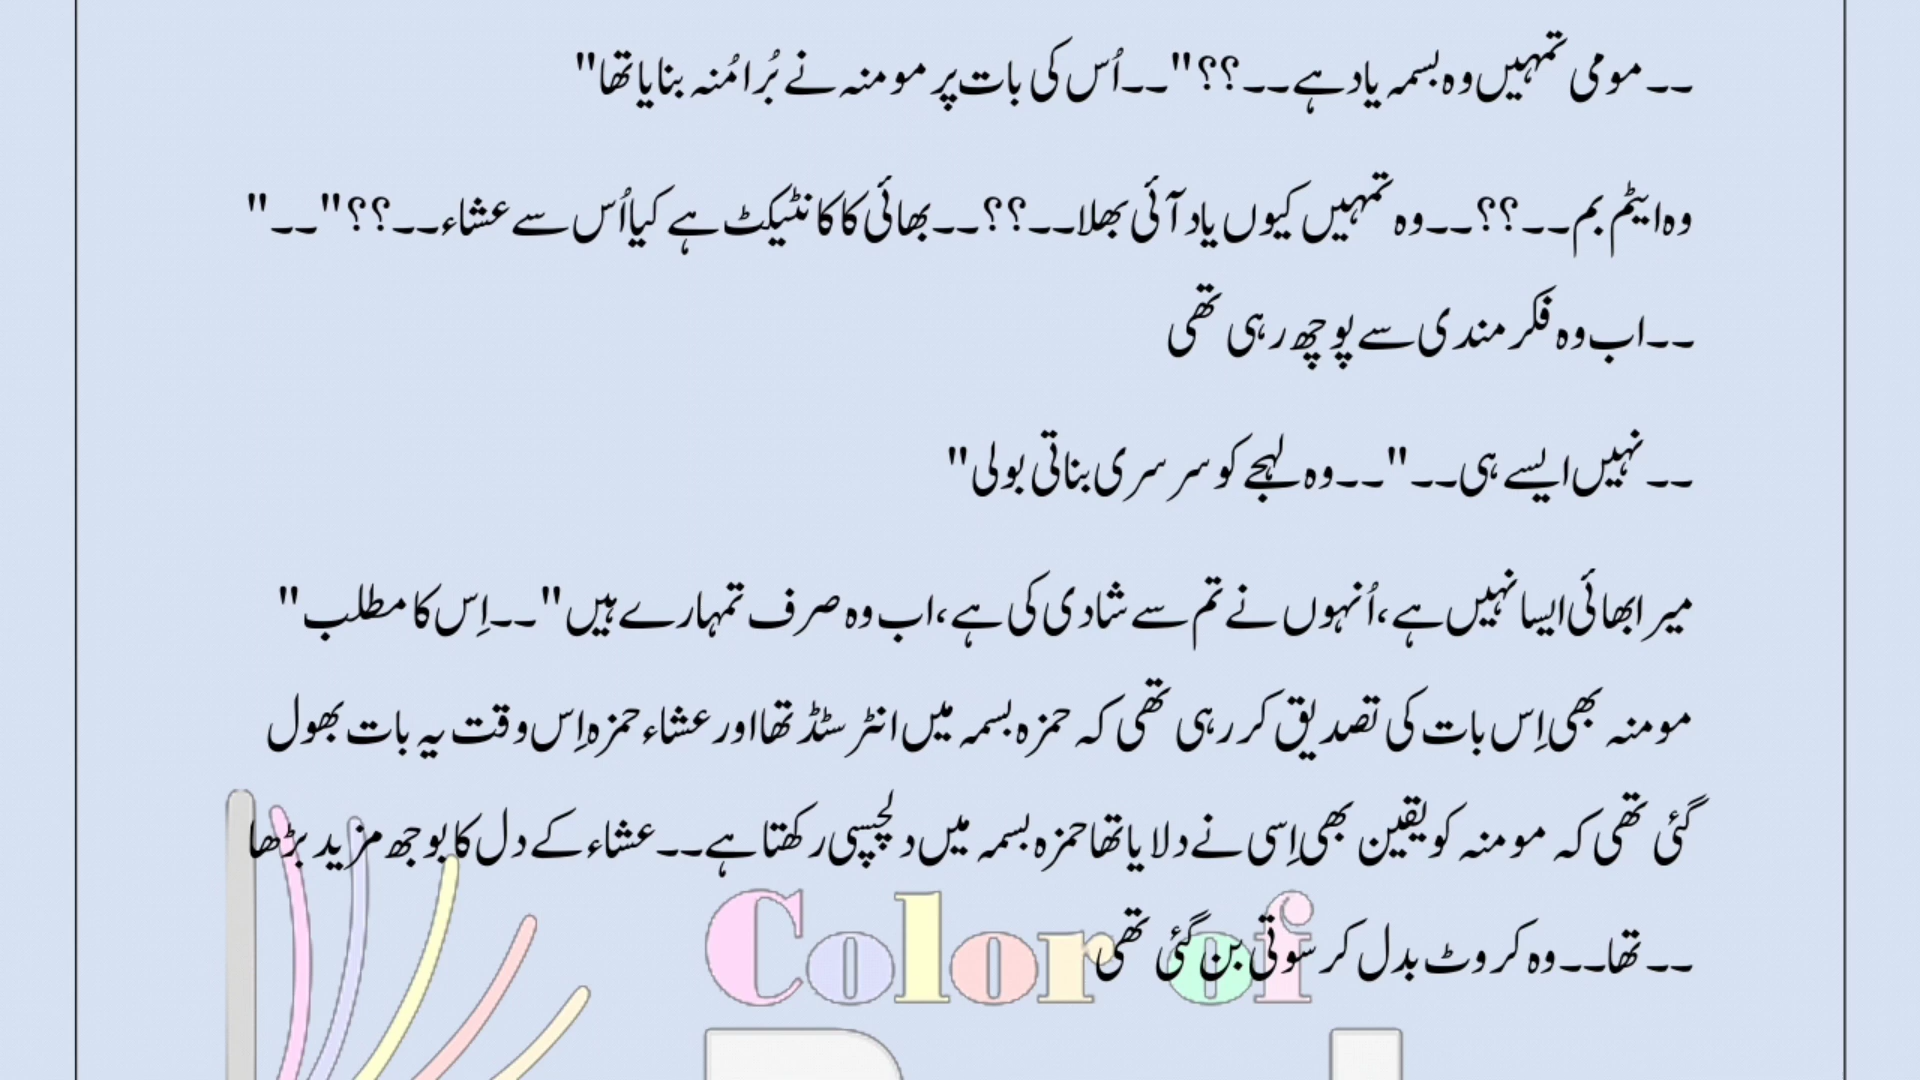 ۔۔مومی تمہیں وہ بسمہ یاد ہے۔۔؟؟"۔۔اُس کی بات پر مومنہ نے بُرا مُنہ بنایا تھا"
وہ ایٹم بم۔۔؟؟۔۔وہ تمہیں کیوں یاد آئی بھلا۔۔؟؟۔۔بھائی کا کانٹیکٹ ہے کیا اُس سے عشاء۔۔؟؟"۔۔"
۔۔اب وہ فکر مندی سے پوچھ رہی تھی
۔۔نہیں ایسے ہی۔۔"۔۔وہ لہجے کو سرسری بناتی بولی"
میرا بھائی ایسا نہیں ہے،اُنہوں نے تم سے شادی کی ہے،اب وہ صرف تمہارے ہیں"۔۔اِس کا مطلب"
مومنہ بھی اِس بات کی تصدیق کر رہی تھی کہ حمزہ بسمہ میں انٹرسٹڈ تھا اور عشاء حمزہ اِس وقت یہ بات بھول
گئی تھی کہ مومنہ کو یقین بھی اِسی نے دلایا تھا حمزہ بسمہ میں دلچسپی رکھتا ہے۔۔عشاء کے دل کا بوجھ مزید بڑھا
۔۔تھا۔۔وہ کروٹ بدل کر سوتی بن گئی تھی
Color of